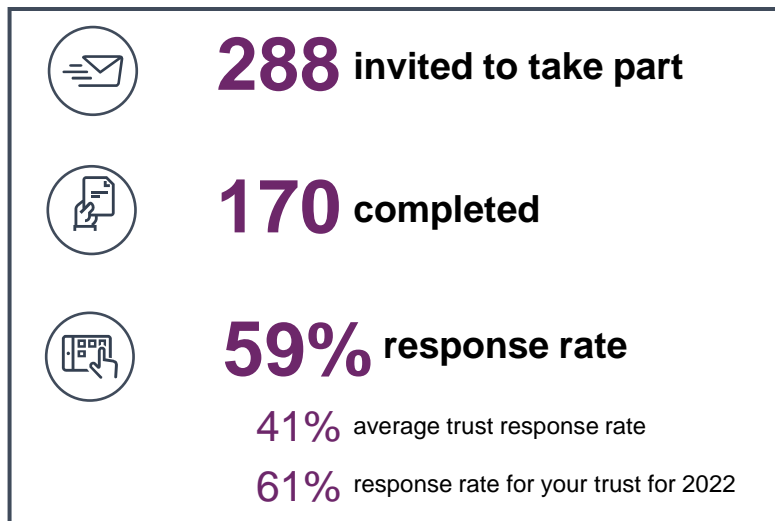 288 invited to take part
170 completed
59% response rate
41% average trust response rate
61% response rate for your trust for 2022